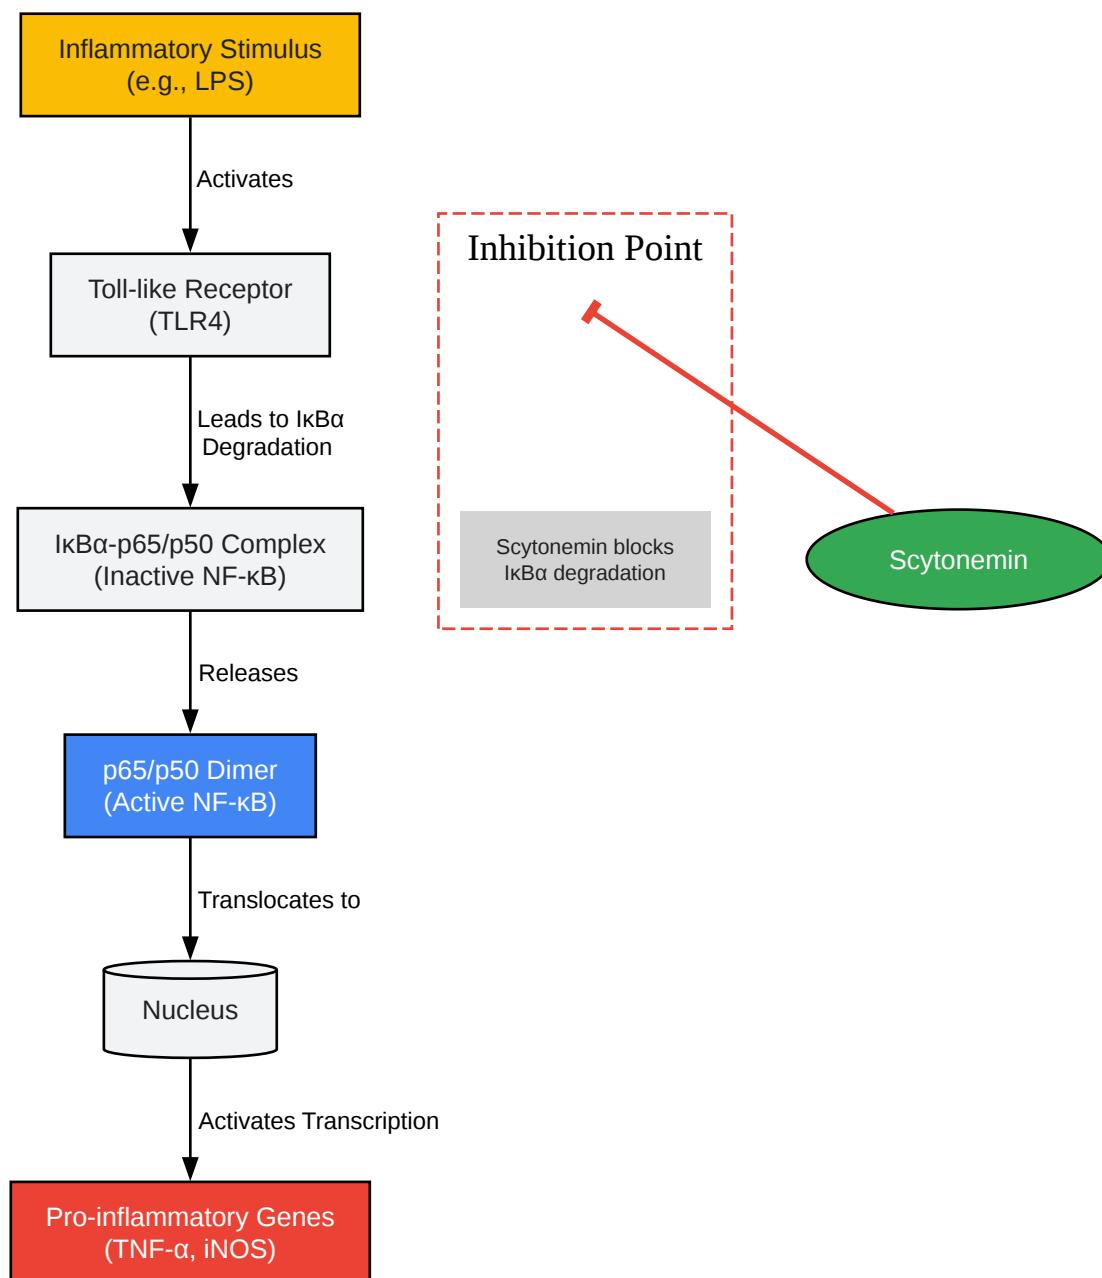 Inflammatory Stimulus
(e.g., LPS)
Activates
Toll-like Receptor
(TLR4)
Leads to IκBα
Degradation
IκBα-p65/p50 Complex
(Inactive NF-κB)
Releases
p65/p50 Dimer
(Active NF-κB)
Translocates to
Nucleus
Activates Transcription
Pro-inflammatory Genes
(TNF-α, iNOS)
Inhibition Point
Scytonemin blocks
IκBα degradation
Scytonemin